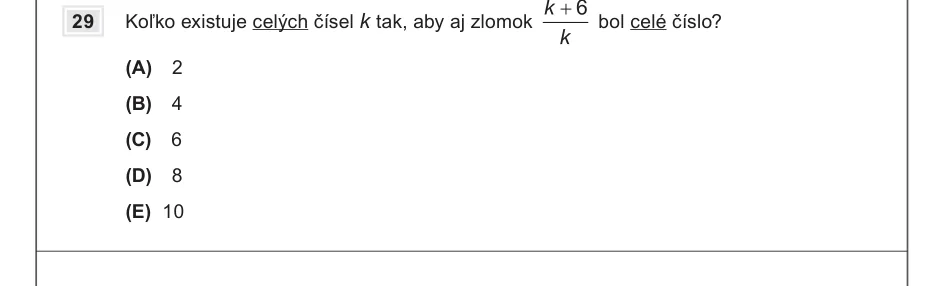 29 Koľko existuje celých čísel k tak, aby aj zlomok k + 6 / k bol celé číslo?
(A) 2
(B) 4
(C) 6
(D) 8
(E) 10